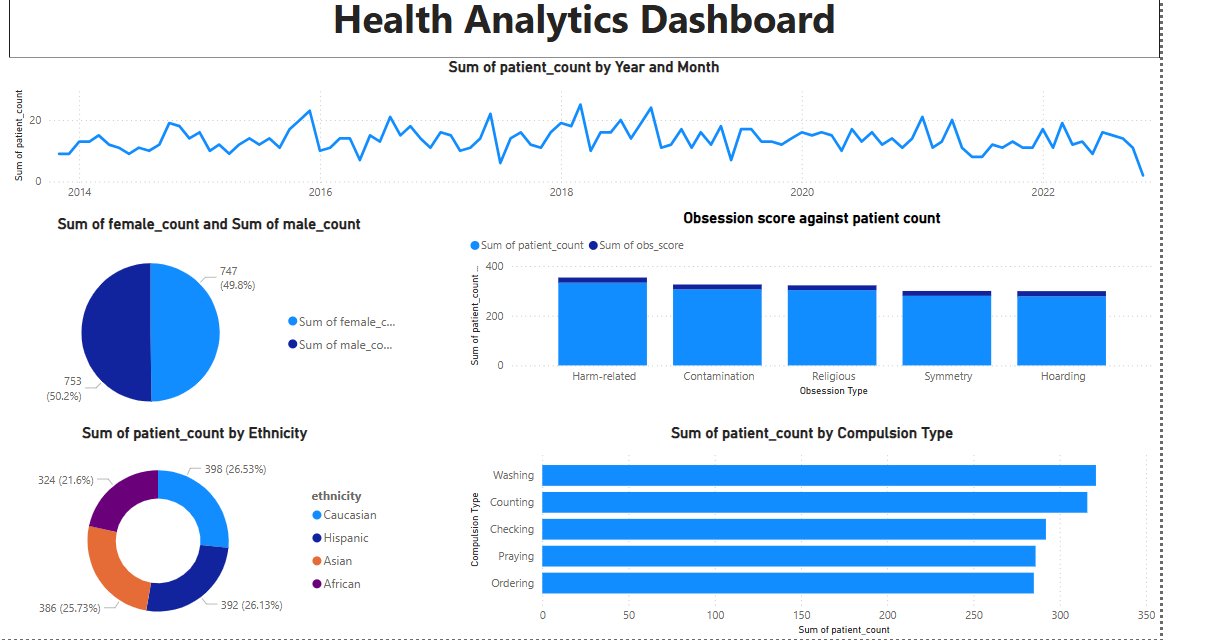 Health Analytics Dashboard
Sum of patient_count by Year and Month
Sum of patient_count
20
0
2014
2016
2018
2020
2022
Sum of female_count and Sum of male_count
747
(49.8%)
753
(50.2%)
Sum of female_c...
Sum of male_co...
Obsession score against patient count
Sum of patient_count
Sum of obs_score
Sum of patient_count ...
400
200
0
Harm-related
Contamination
Religious
Symmetry
Hoarding
Obsession Type
Sum of patient_count by Ethnicity
398 (26.53%)
324 (21.6%)
386 (25.73%)
392 (26.13%)
ethnicity
Caucasian
Hispanic
Asian
African
Sum of patient_count by Compulsion Type
Compulsion Type
Washing
Counting
Checking
Praying
Ordering
0
50
100
150
200
250
300
350
Sum of patient_count